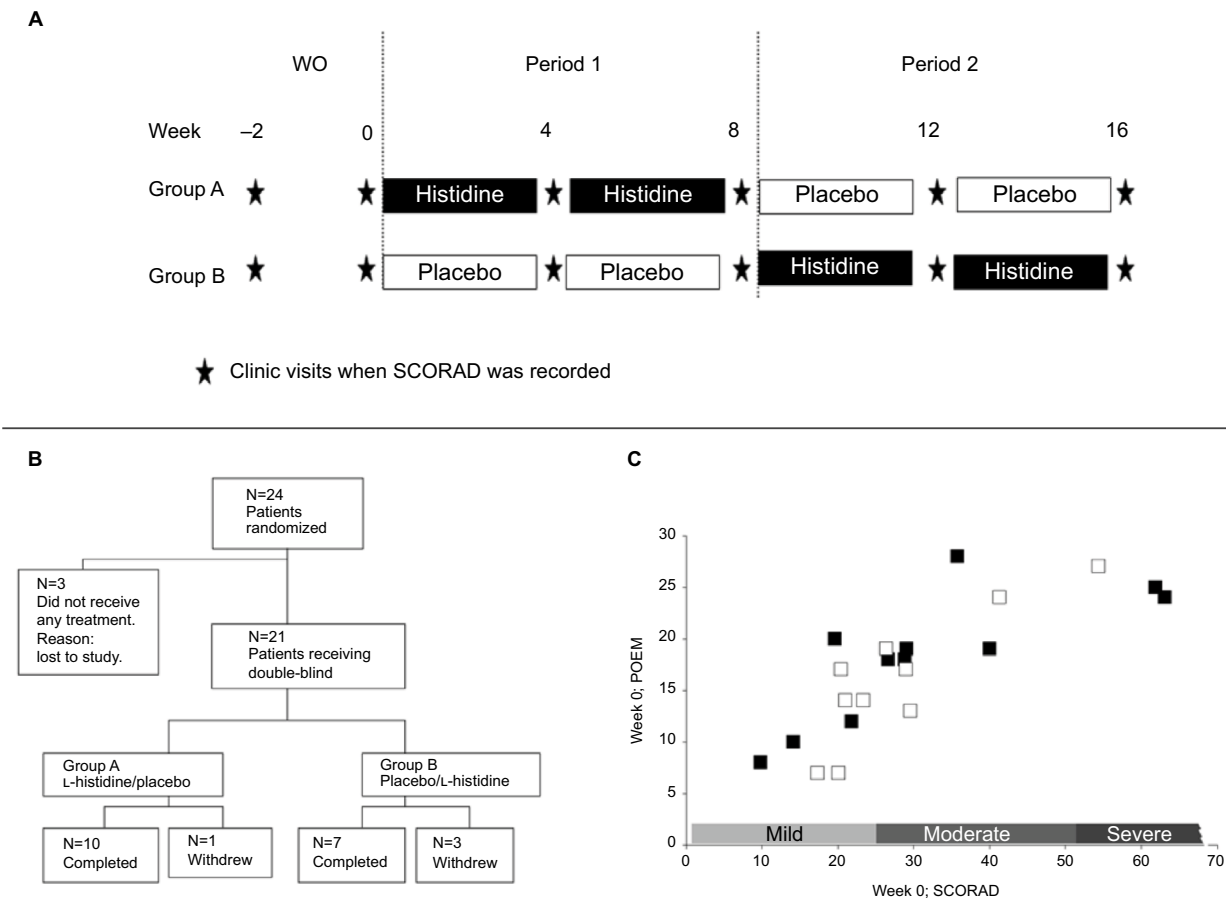 A
WO Period 1 Period 2
Week –2 0 4 8 12 16
Group A Histidine Histidine Placebo Placebo
Group B Placebo Placebo Histidine Histidine
Clinic visits when SCORAD was recorded
B
N=24
Patients
randomized
N=3
Did not receive
any treatment.
Reason:
lost to study.
N=21
Patients receiving
double-blind
Group A
L-histidine/placebo
Group B
Placebo/L-histidine
N=10
Completed
N=1
Withdrew
N=7
Completed
N=3
Withdrew
C
Week 0; POEM
30
25
20
15
10
5
0
Mild Moderate Severe
0 10 20 30 40 50 60 70
Week 0; SCORAD